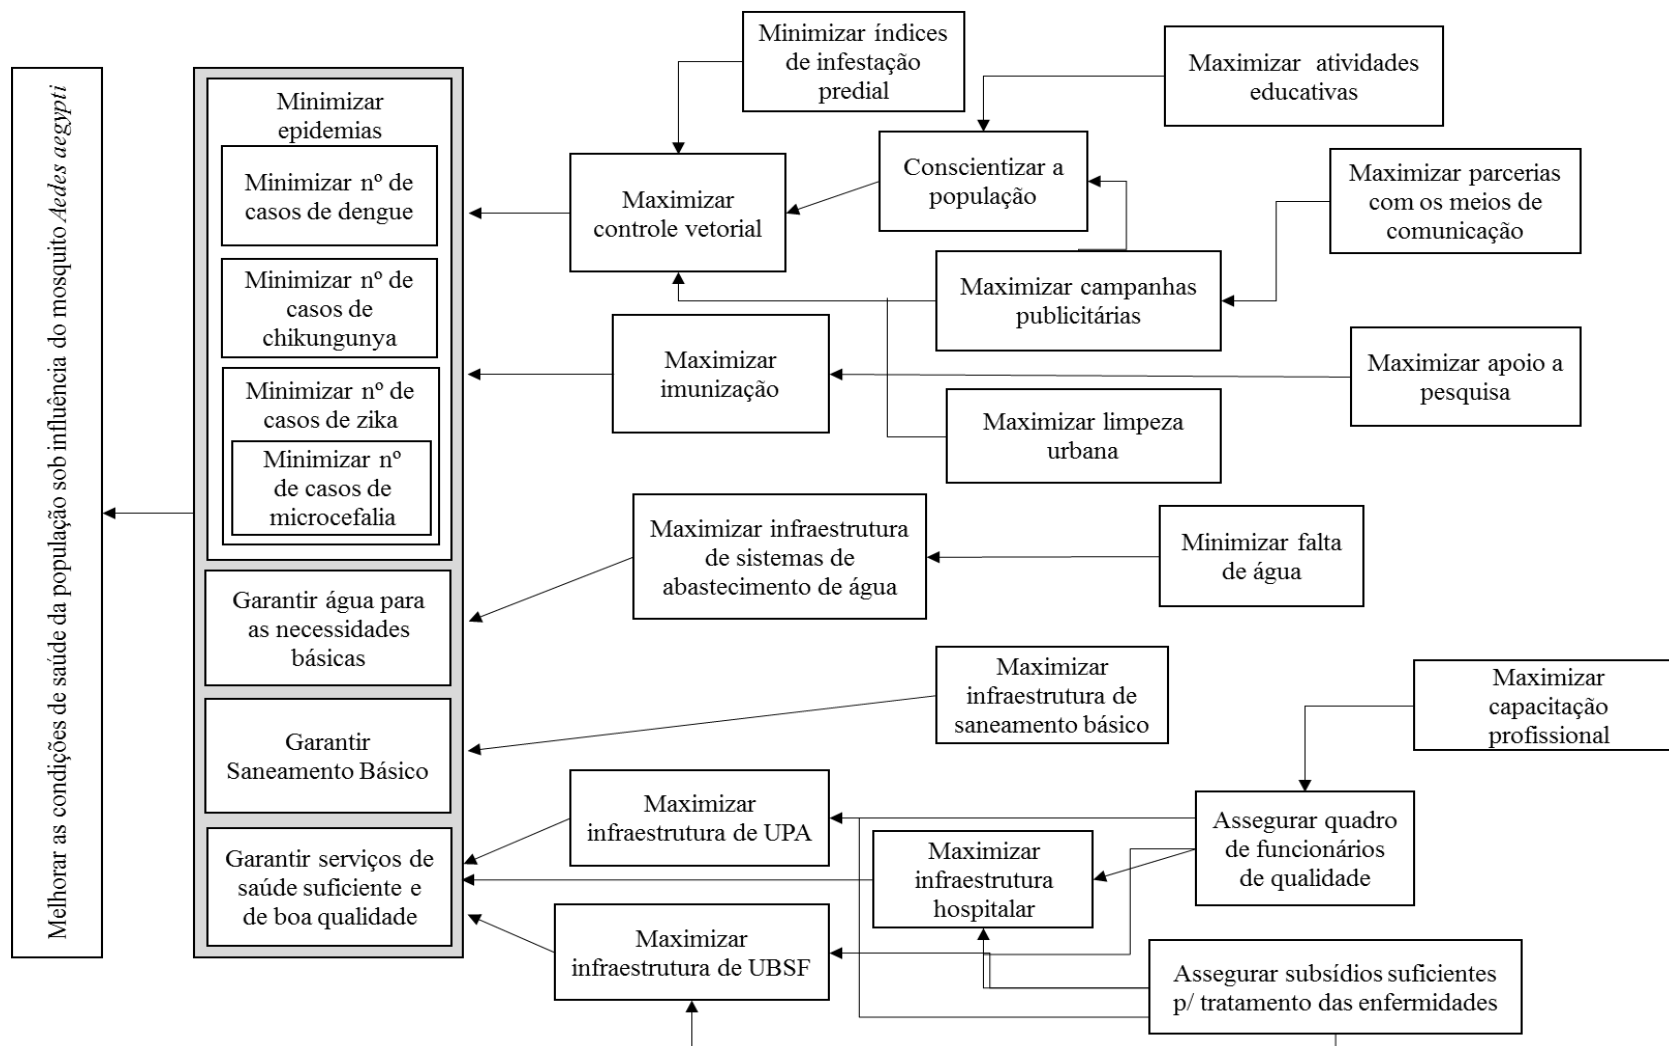 Melhorar as condições de saúde da população sob influência do mosquito Aedes aegypti
Minimizar
epidemias
Minimizar nº de
casos de dengue
Minimizar nº de
casos de
chikungunya
Minimizar nº de
casos de zika
Minimizar nº
de casos de
microcefalia
Garantir água para
as necessidades
básicas
Garantir
Saneamento Básico
Garantir serviços de
saúde suficiente e
de boa qualidade
Minimizar índices
de infestação
predial
Maximizar atividades
educativas
Maximizar
controle vetorial
Conscientizar a
população
Maximizar parcerias
com os meios de
comunicação
Maximizar campanhas
publicitárias
Maximizar
imunização
Maximizar apoio a
pesquisa
Maximizar limpeza
urbana
Maximizar infraestrutura
de sistemas de
abastecimento de água
Minimizar falta
de água
Maximizar
infraestrutura de
saneamento básico
Maximizar
capacitação
profissional
Maximizar
infraestrutura de UPA
Maximizar
infraestrutura
hospitalar
Assegurar quadro
de funcionários
de qualidade
Maximizar
infraestrutura de UBSF
Assegurar subsídios suficientes
p/ tratamento das enfermidades